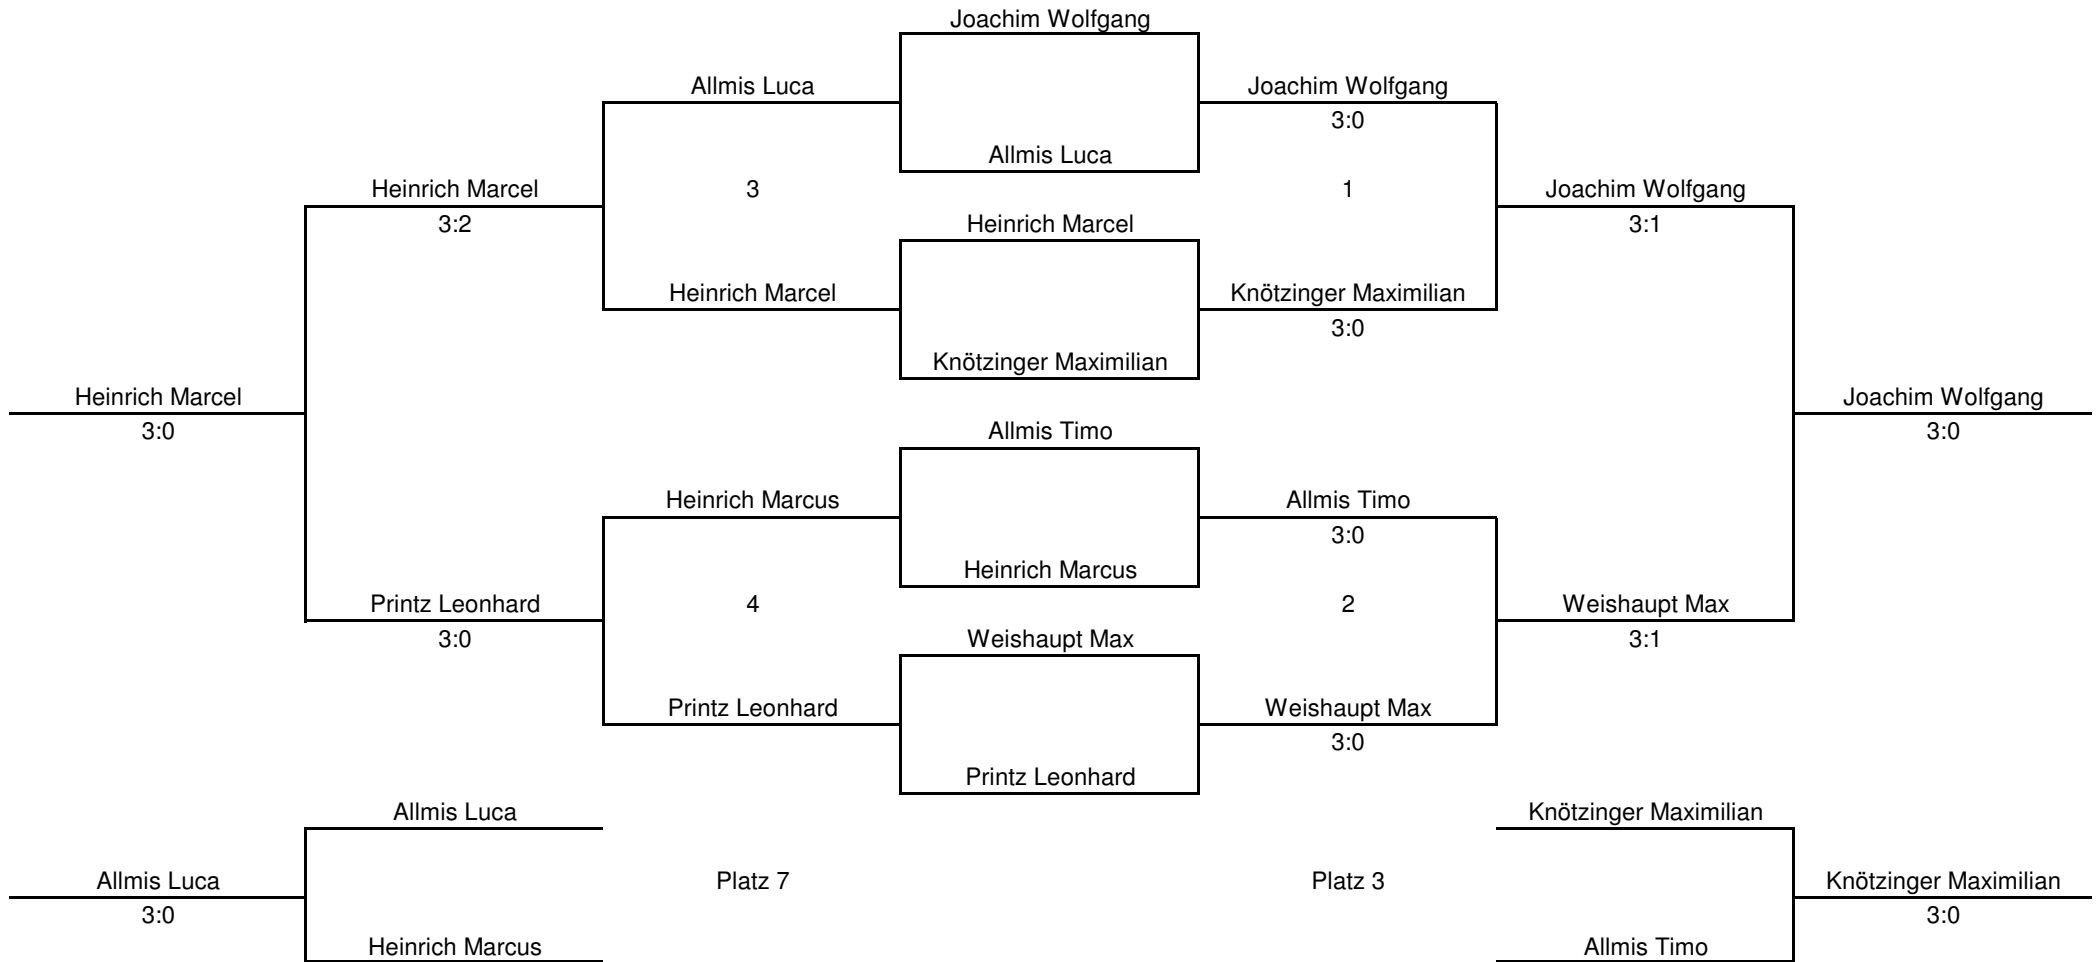 Joachim Wolfgang
Allmis Luca
Joachim Wolfgang
3:0
Allmis Luca
Heinrich Marcel
3
1
Joachim Wolfgang
3:2
Heinrich Marcel
3:1
Heinrich Marcel
Knötzinger Maximilian
3:0
Knötzinger Maximilian
Heinrich Marcel
Joachim Wolfgang
3:0
Allmis Timo
3:0
Heinrich Marcus
Allmis Timo
3:0
Heinrich Marcus
Printz Leonhard
4
2
Weishaupt Max
3:0
Weishaupt Max
3:1
Printz Leonhard
Weishaupt Max
3:0
Printz Leonhard
Allmis Luca
Knötzinger Maximilian
Allmis Luca
Platz 7
Platz 3
Knötzinger Maximilian
3:0
3:0
Heinrich Marcus
Allmis Timo